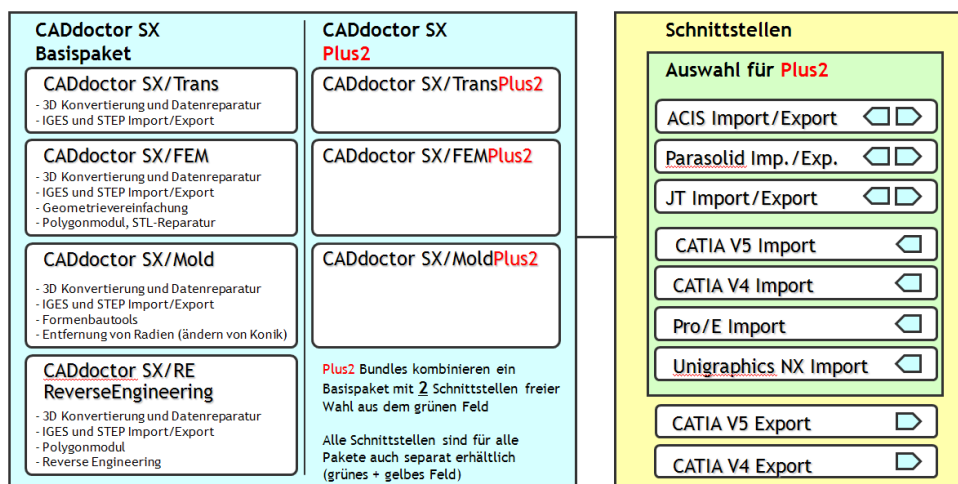 CADdoctor SX
Basispaket
CADdoctor SX/Trans
- 3D Konvertierung und Datenreparatur
- IGES und STEP Import/Export
CADdoctor SX/FEM
- 3D Konvertierung und Datenreparatur
- IGES und STEP Import/Export
- Geometrievereinfachung
- Polygonmodul, STL-Reparatur
CADdoctor SX/Mold
- 3D Konvertierung und Datenreparatur
- IGES und STEP Import/Export
- Formenbautools
- Entfernung von Radien (ändern von Konik)
CADdoctor SX/RE
ReverseEngineering
- 3D Konvertierung und Datenreparatur
- IGES und STEP Import/Export
- Polygonmodul
- Reverse Engineering
CADdoctor SX
Plus2
CADdoctor SX/TransPlus2
CADdoctor SX/FEMPlus2
CADdoctor SX/MoldPlus2
Plus2 Bundles kombinieren ein
Basispaket mit 2 Schnittstellen freier
Wahl aus dem grünen Feld
Alle Schnittstellen sind für alle
Pakete auch separat erhältlich
(grünes + gelbes Feld)
Schnittstellen
Auswahl für Plus2
ACIS Import/Export
Parasolid Imp./Exp.
JT Import/Export
CATIA V5 Import
CATIA V4 Import
Pro/E Import
Unigraphics NX Import
CATIA V5 Export
CATIA V4 Export